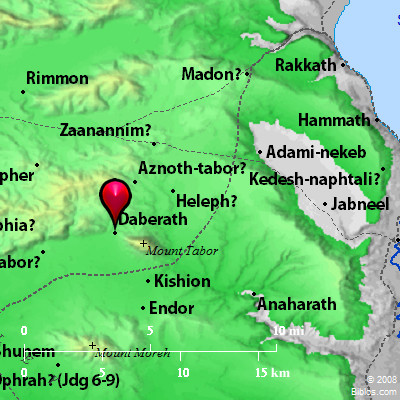 Rimmon
Madon?
Rakkath
Hammath
Zaanannim?
Adami-nekeb
Aznoth-tabor?
Kedesh-naphtali?
pher
Heleph?
Jabneel
Daberath
phia?
Mount Tabor
abor?
Kishion
Endor
Anaharath
0 5 10 mi
Shunem
Mount Moreh
0 5 10 15 km
Ophrah? (Jdg 6-9)
© 2008
Biblos.com